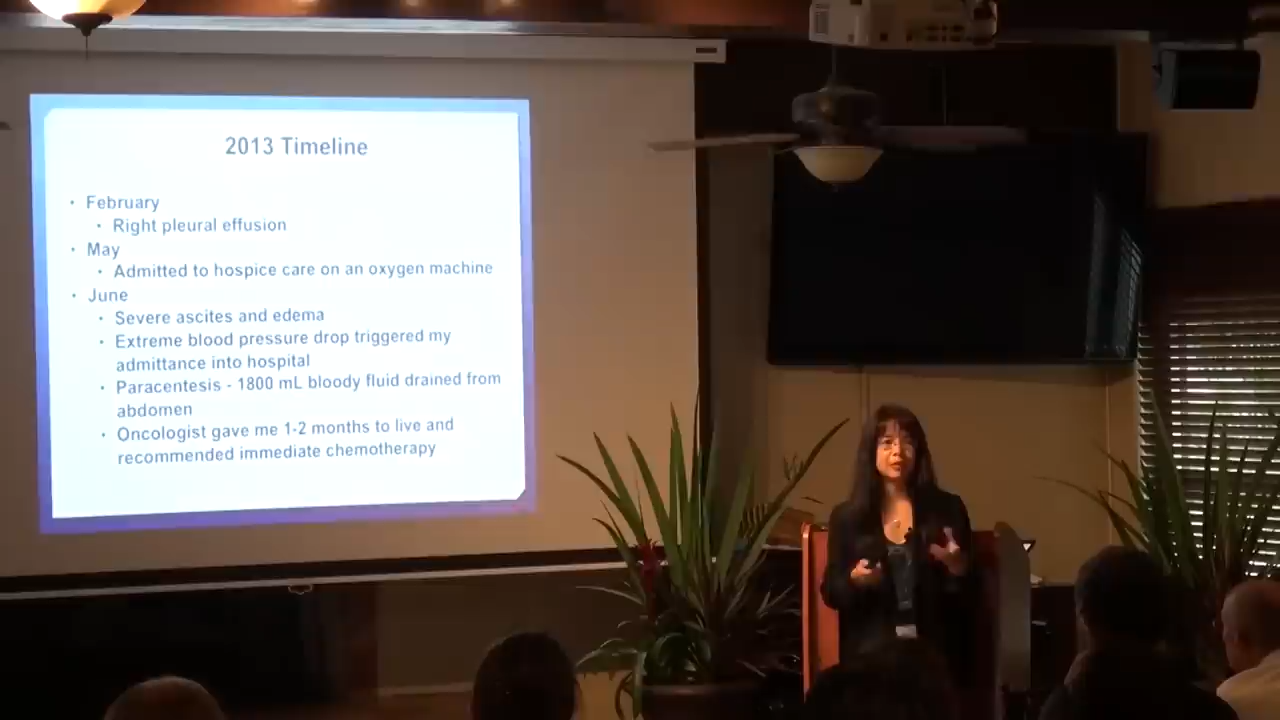 2013 Timeline
• February
• Right pleural effusion
• May
• Admitted to hospice care on an oxygen machine
• June
• Severe ascites and edema
• Extreme blood pressure drop triggered my
admittance into hospital
• Paracentesis - 1800 mL bloody fluid drained from
abdomen
• Oncologist gave me 1-2 months to live and
recommended immediate chemotherapy